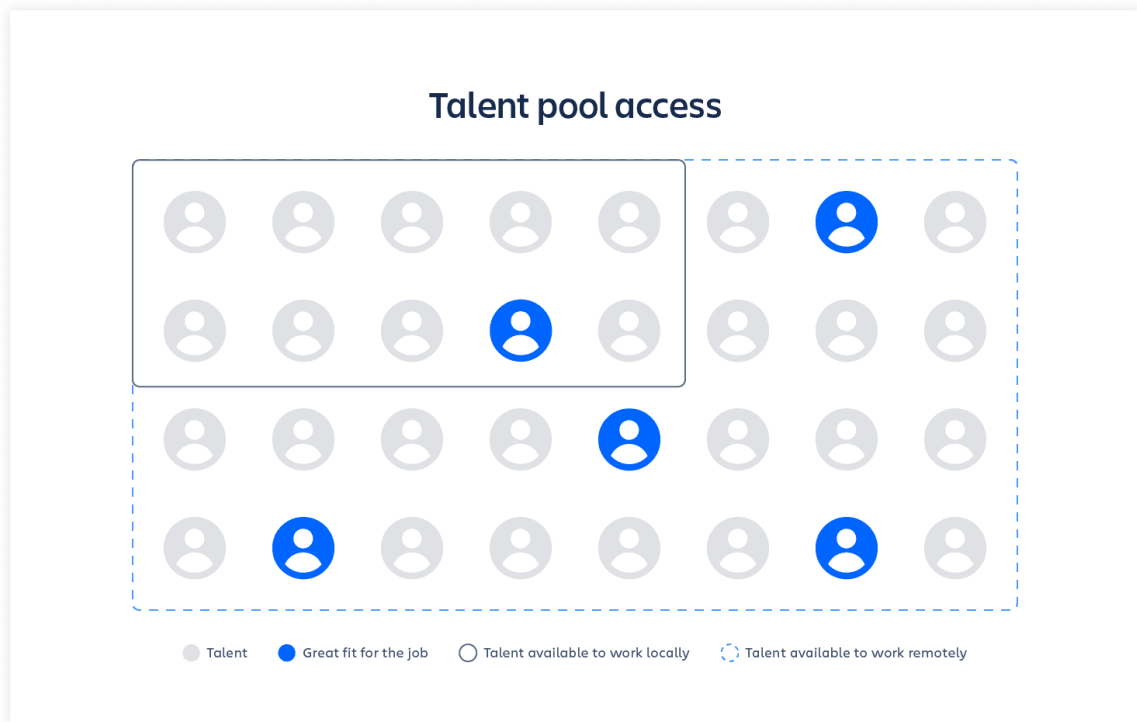 Talent pool access
Talent
Great fit for the job
Talent available to work locally
Talent available to work remotely